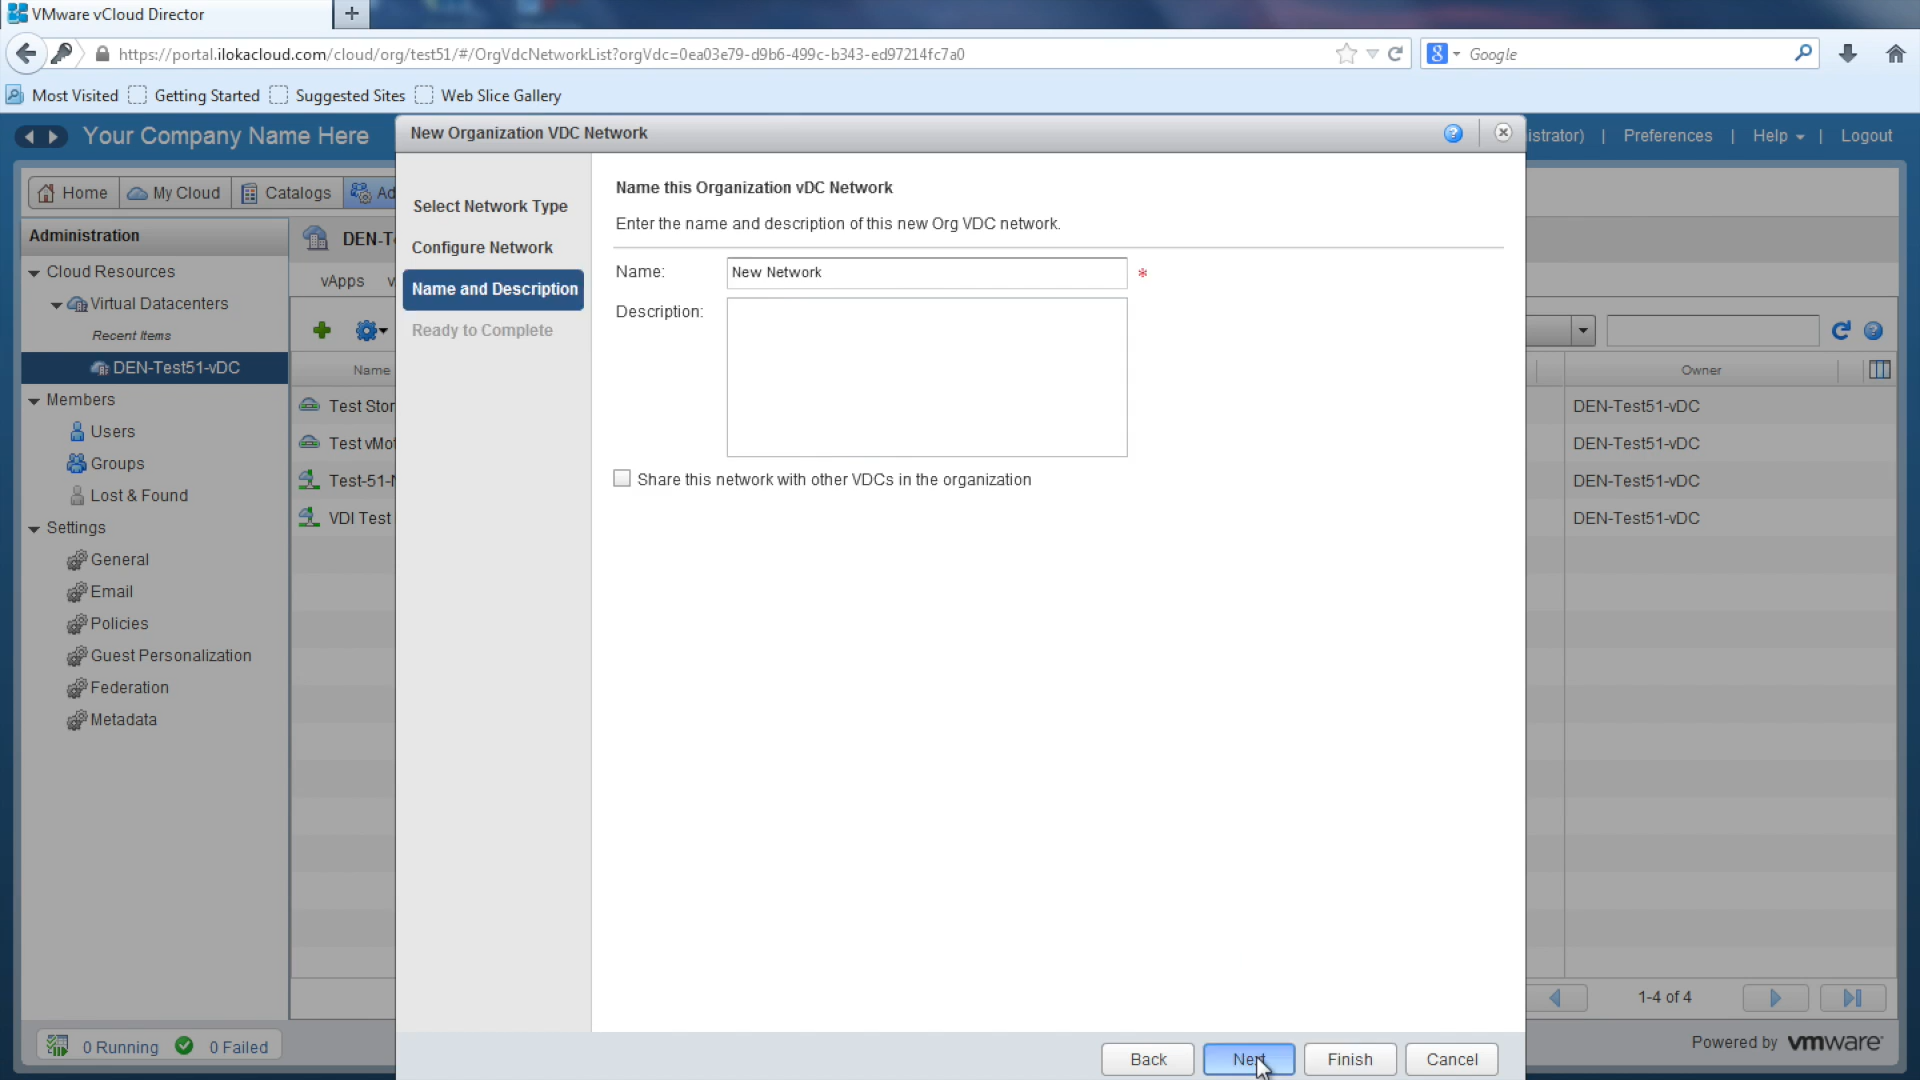 VMware vCloud Director
https://portal.ilokacloud.com/cloud/org/test51/#/OrgVdcNetworkList?orgVdc=0ea03e79-d9b6-499c-b343-ed97214fc7a0
Google
Most Visited Getting Started Suggested Sites Web Slice Gallery
Your Company Name Here
New Organization VDC Network
istrator) | Preferences | Help | Logout
Home My Cloud Catalogs Ad
Administration
Cloud Resources
Virtual Datacenters
Recent Items
DEN-Test51-vDC
Members
Users
Groups
Lost & Found
Settings
General
Email
Policies
Guest Personalization
Federation
Metadata
DEN-T
vApps v
Name
Test Stor
Test vMot
Test-51-N
VDI Test
Select Network Type
Configure Network
Name and Description
Ready to Complete
Name this Organization vDC Network
Enter the name and description of this new Org VDC network.
Name: New Network *
Description:
Share this network with other VDCs in the organization
Owner
DEN-Test51-vDC
DEN-Test51-vDC
DEN-Test51-vDC
DEN-Test51-vDC
1-4 of 4
0 Running 0 Failed
Back Next Finish Cancel
Powered by vmware